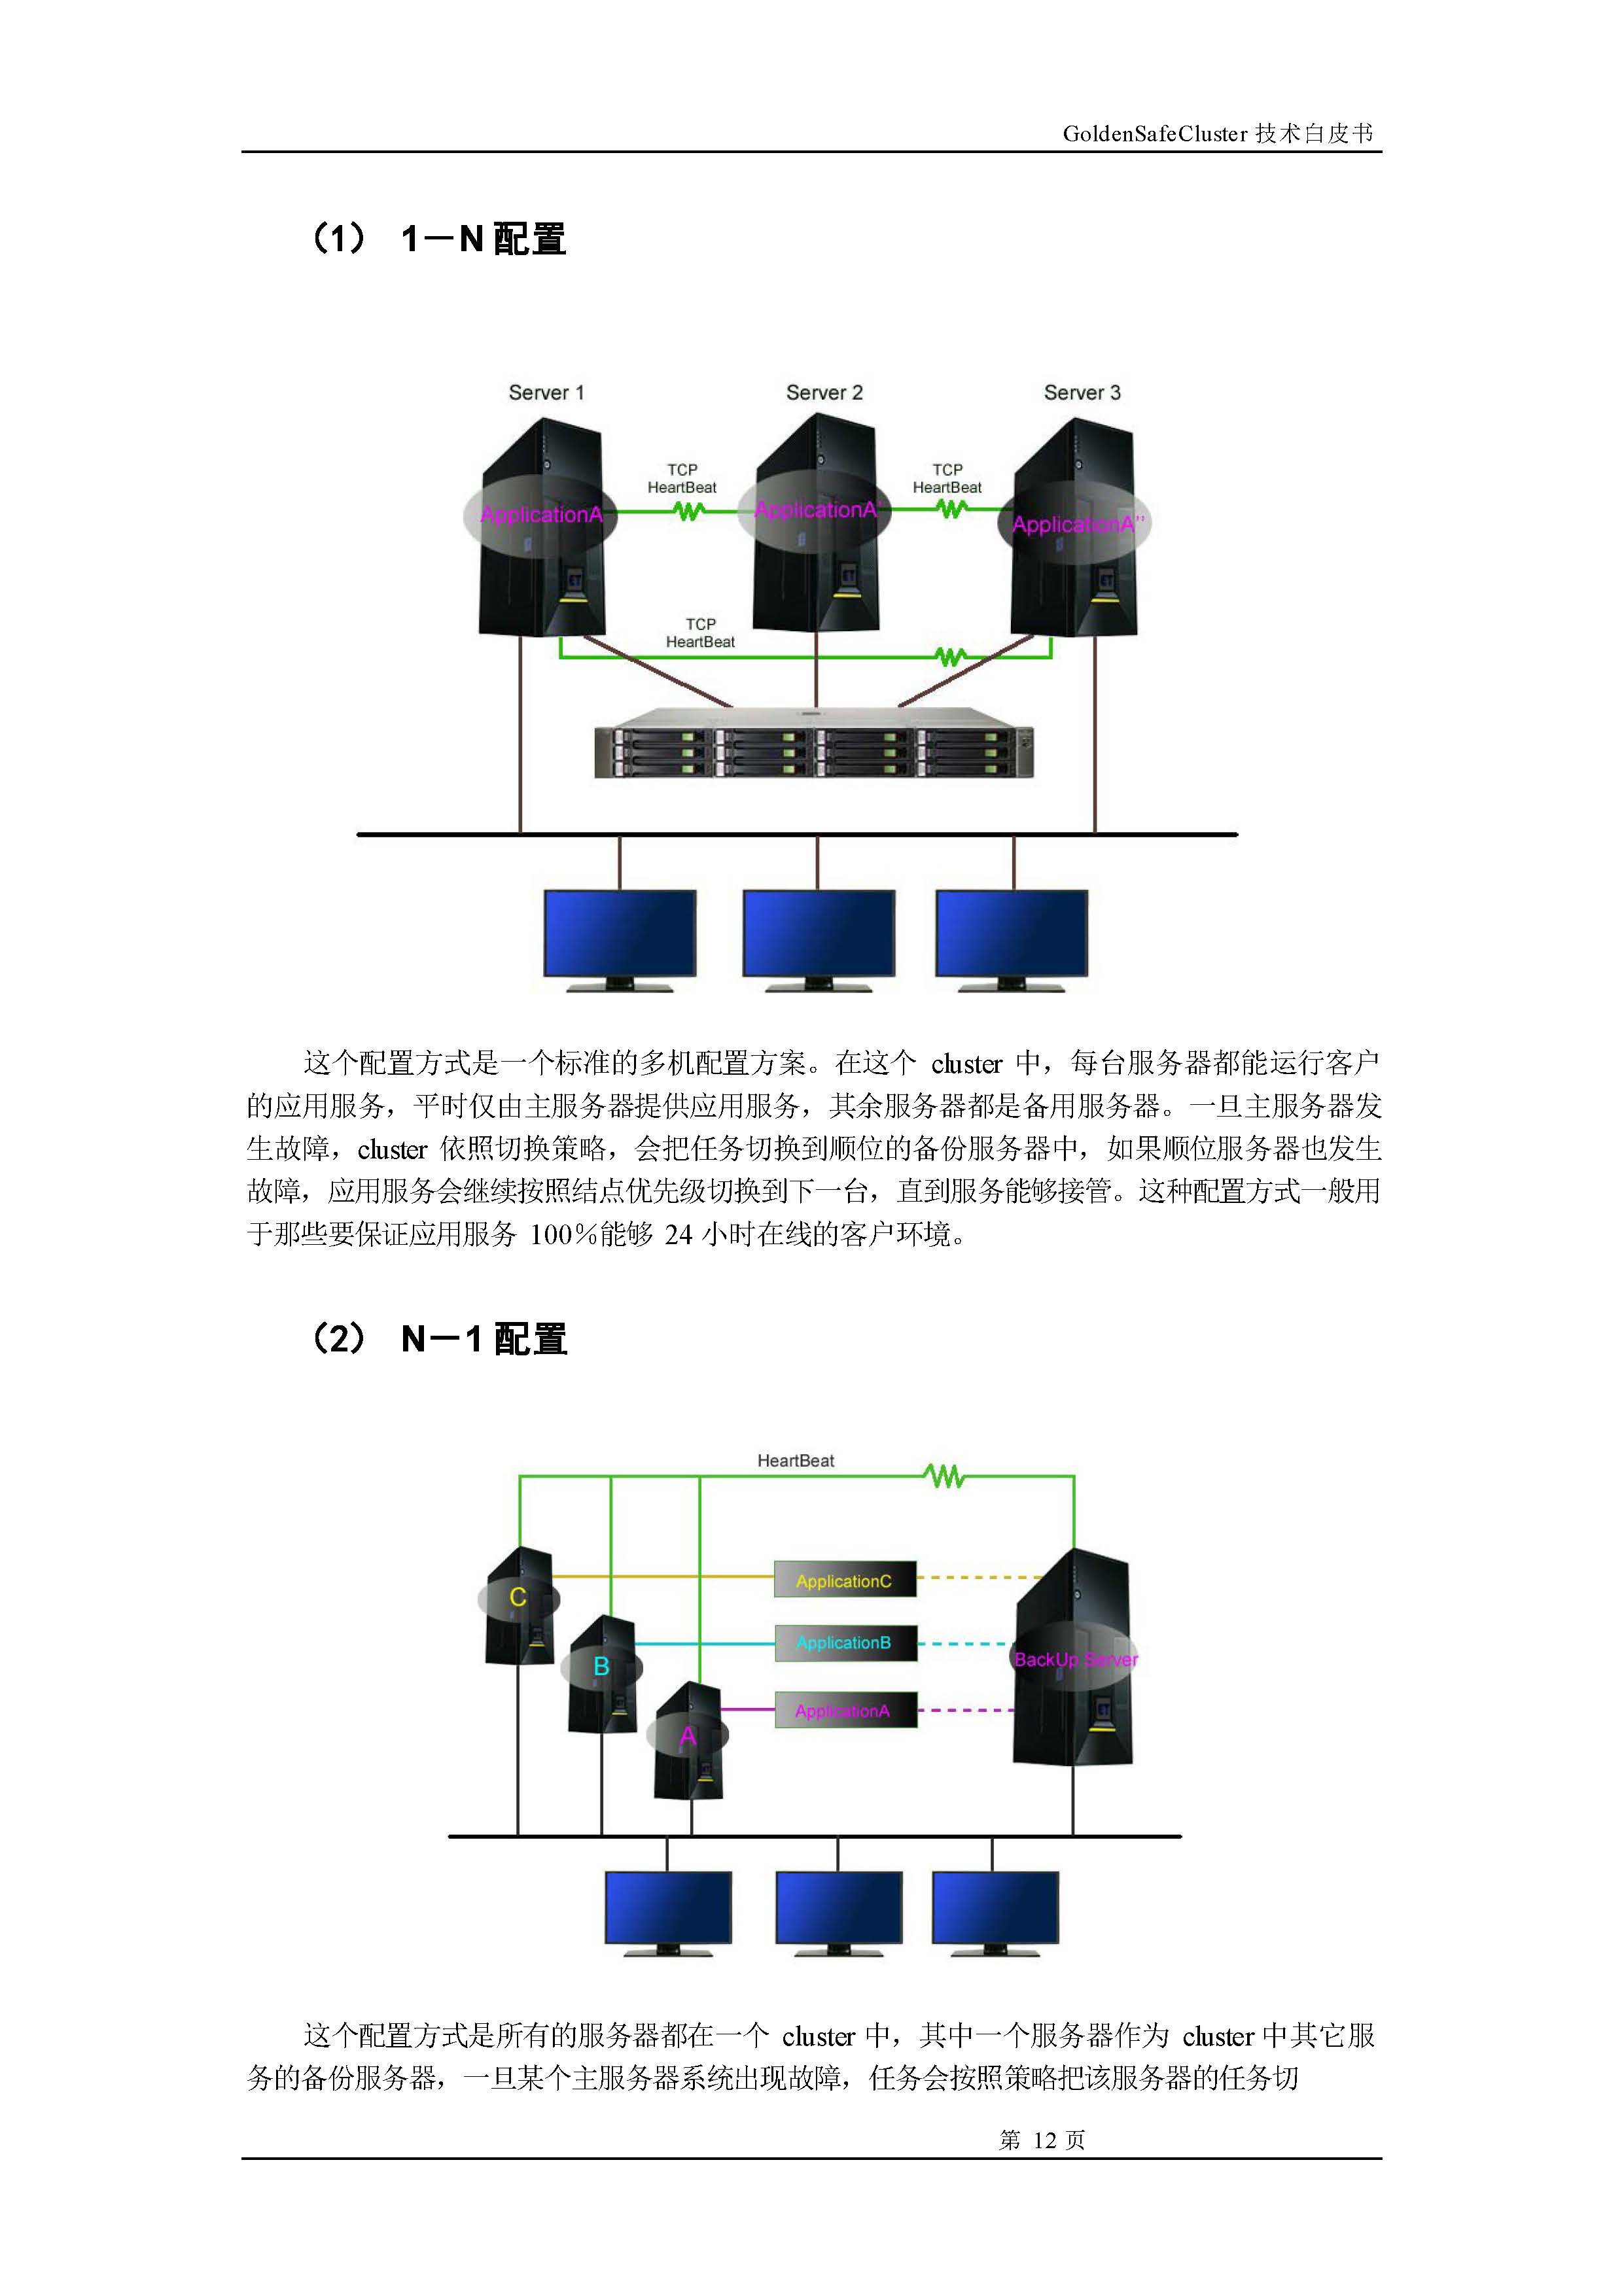 GoldenSafeCluster 技术白皮书
（1） 1－N 配置
Server 1
Server 2
Server 3
TCP
HeartBeat
TCP
HeartBeat
ApplicationA
ApplicationA'
ApplicationA''
TCP
HeartBeat
这个配置方式是一个标准的多机配置方案。在这个 cluster 中，每台服务器都能运行客户
的应用服务，平时仅由主服务器提供应用服务，其余服务器都是备用服务器。一旦主服务器发
生故障，cluster 依照切换策略，会把任务切换到顺位的备份服务器中，如果顺位服务器也发生
故障，应用服务会继续按照结点优先级切换到下一台，直到服务能够接管。这种配置方式一般用
于那些要保证应用服务 100%能够 24 小时在线的客户环境。
（2） N－1 配置
HeartBeat
C
ApplicationC
B
ApplicationB
BackUp Server
A
ApplicationA
这个配置方式是所有的服务器都在一个 cluster 中，其中一个服务器作为 cluster 中其它服
务的备份服务器，一旦某个主服务器系统出现故障，任务会按照策略把该服务器的任务切
第 12 页